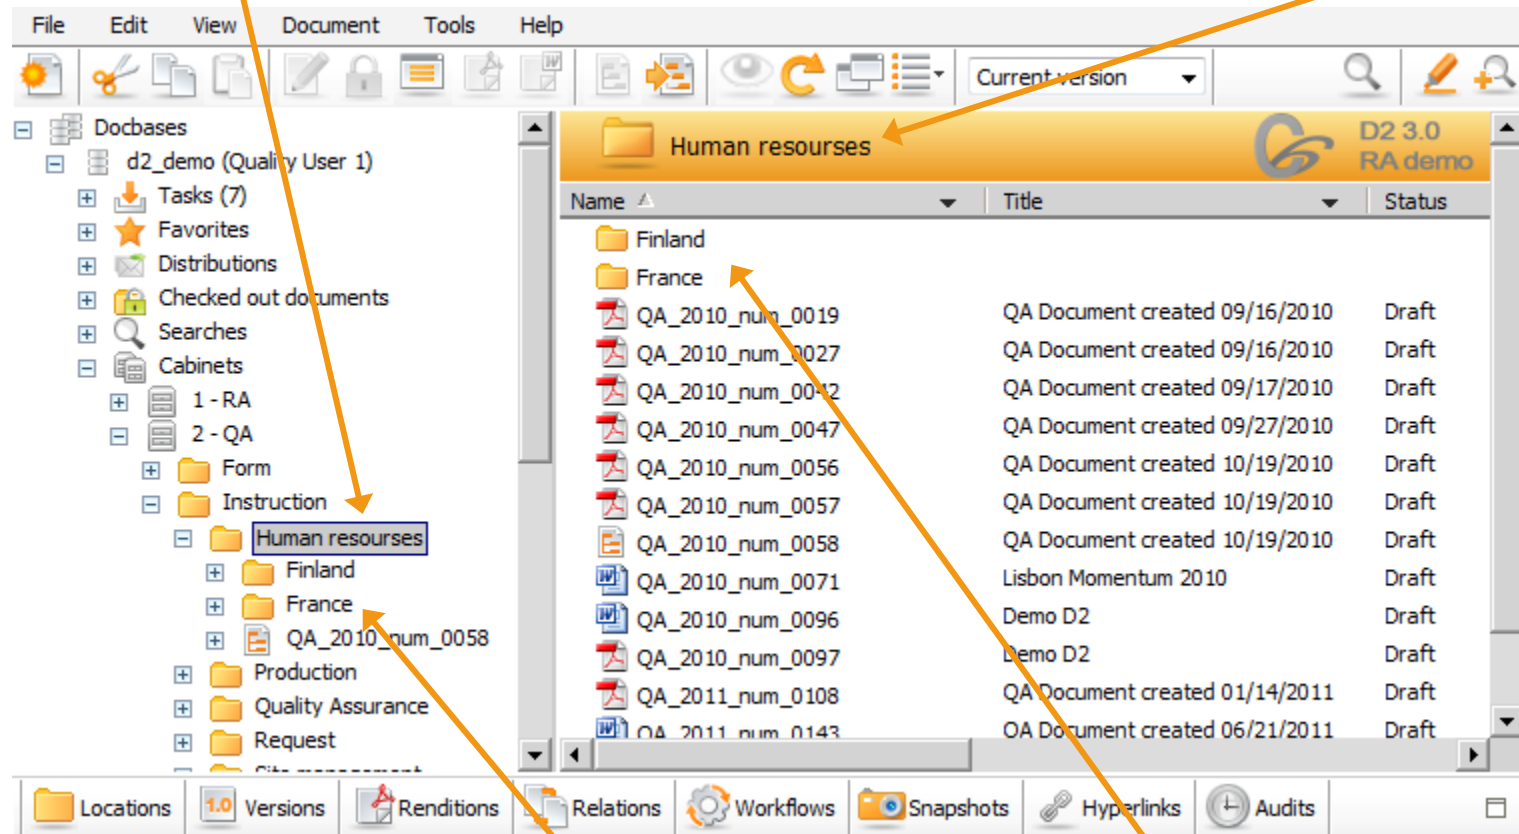 File Edit View Document Tools Help
Current version
Docbases
d2_demo (Quality User 1)
Tasks (7)
Favorites
Distributions
Checked out documents
Searches
Cabinets
1 - RA
2 - QA
Form
Instruction
Human resourses
Finland
France
QA_2010_num_0058
Production
Quality Assurance
Request
Human resourses
D2 3.0
RA demo
Name Title Status
Finland
France
QA_2010_num_0019 QA Document created 09/16/2010 Draft
QA_2010_num_0027 QA Document created 09/16/2010 Draft
QA_2010_num_0042 QA Document created 09/17/2010 Draft
QA_2010_num_0047 QA Document created 09/27/2010 Draft
QA_2010_num_0056 QA Document created 10/19/2010 Draft
QA_2010_num_0057 QA Document created 10/19/2010 Draft
QA_2010_num_0058 QA Document created 10/19/2010 Draft
QA_2010_num_0071 Lisbon Momentum 2010 Draft
QA_2010_num_0096 Demo D2 Draft
QA_2010_num_0097 Demo D2 Draft
QA_2011_num_0108 QA Document created 01/14/2011 Draft
QA_2011_num_0143 QA Document created 06/21/2011 Draft
Locations 1.0 Versions Renditions Relations Workflows Snapshots Hyperlinks Audits